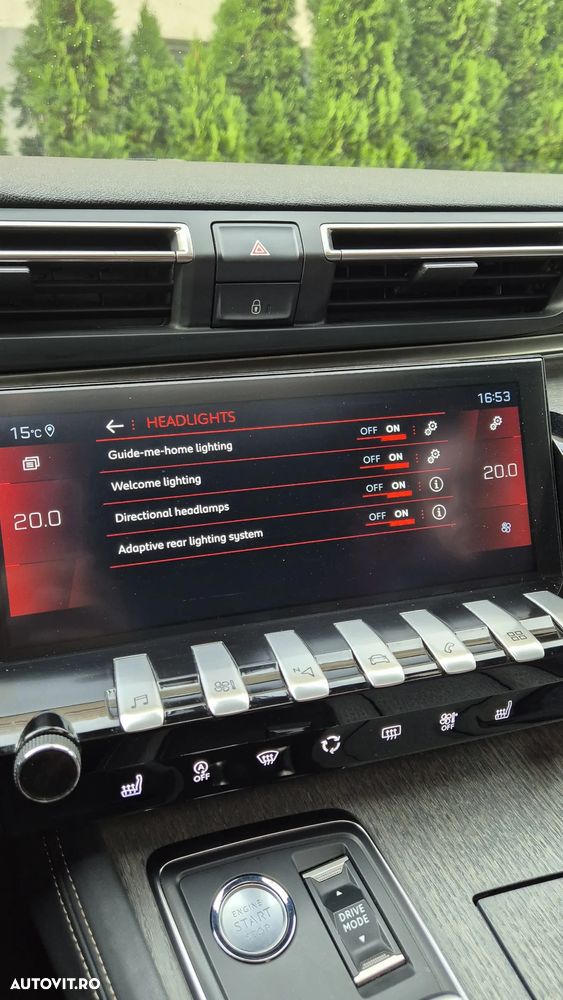 15°C
16:53
HEADLIGHTS
Guide-me-home lighting OFF ON
Welcome lighting OFF ON
Directional headlamps OFF ON
Adaptive rear lighting system OFF ON
20.0
20.0
N
A
OFF
ENGINE
START
STOP
DRIVE
MODE
AUTOVIT.RO